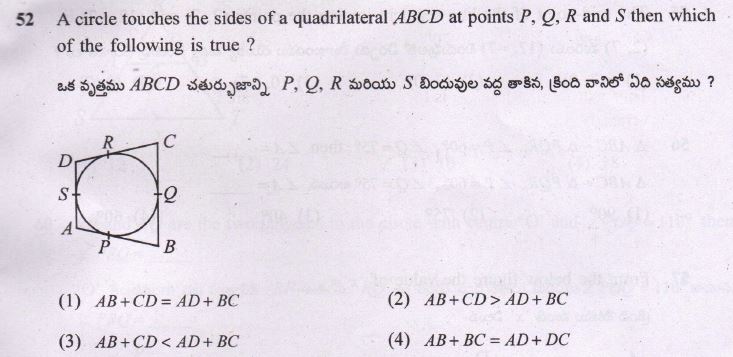 52 A circle touches the sides of a quadrilateral ABCD at points P, Q, R and S then which
of the following is true ?
ఒక వృత్తము ABCD చతుర్భుజాన్ని P, Q, R మరియు S బిందువుల వద్ద తాకిన, క్రింది వానిలో ఏది సత్యము ?
R C
D
S Q
A
P B
(1) AB+CD = AD+BC (2) AB+CD > AD+BC
(3) AB+CD < AD+BC (4) AB+BC = AD+DC